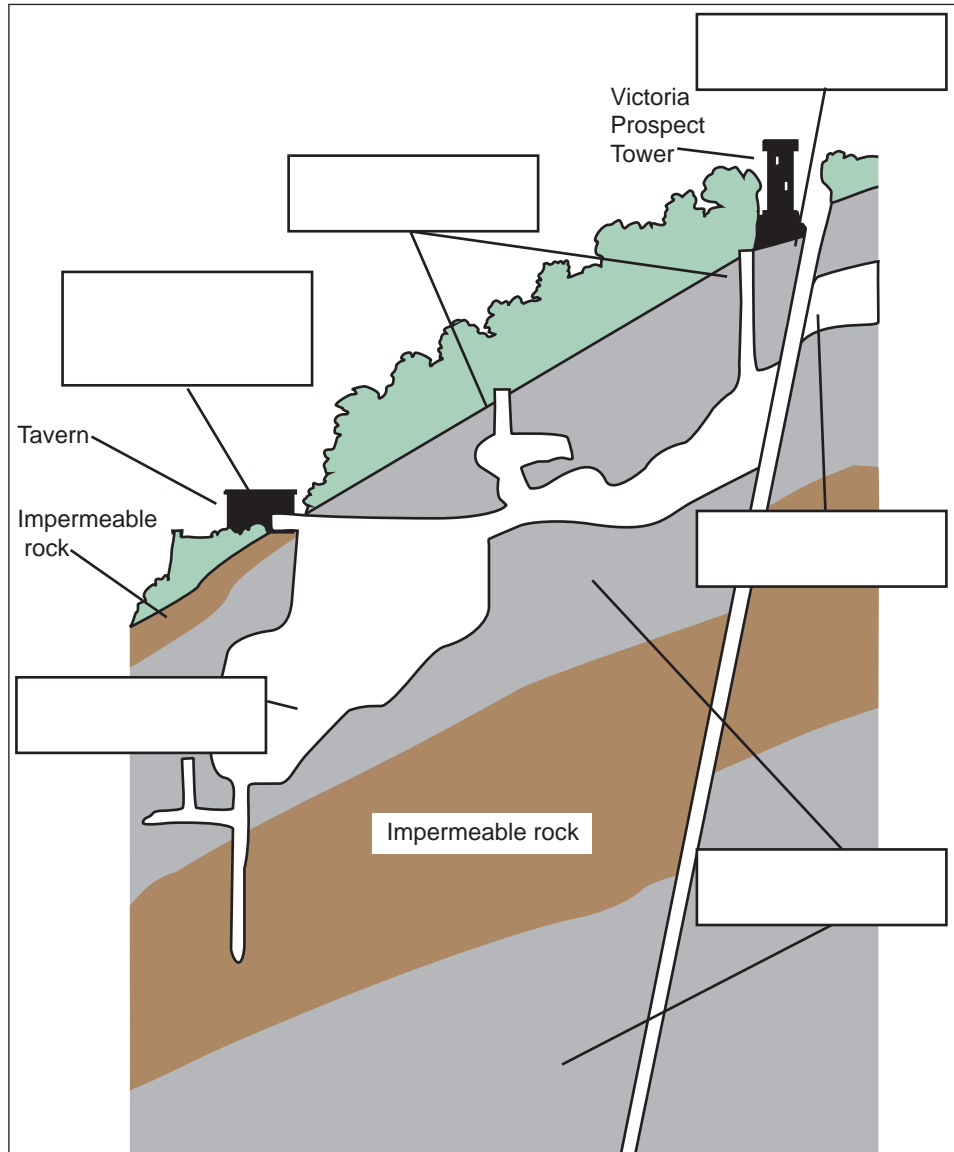 Victoria
Prospect
Tower
Tavern
Impermeable
rock
Impermeable rock